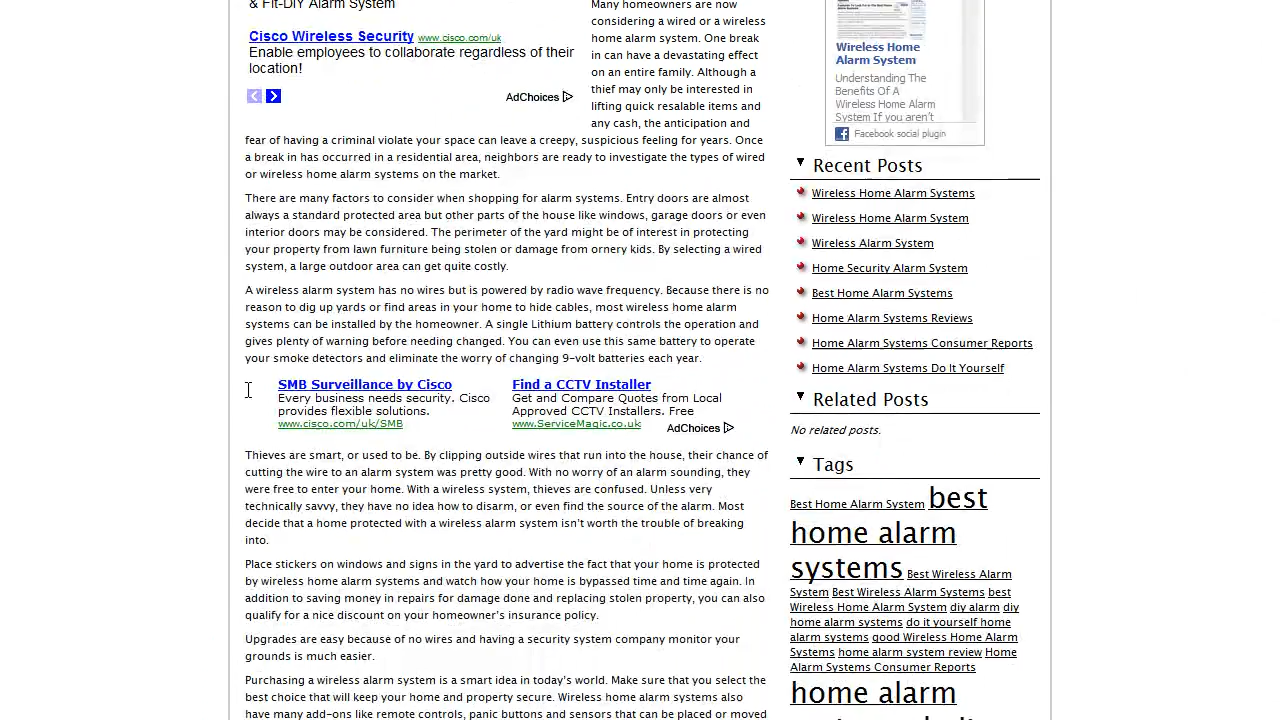 & Fit-DIY Alarm System
Cisco Wireless Security www.cisco.com/uk
Enable employees to collaborate regardless of their
location!
AdChoices
Many homeowners are now
considering a wired or a wireless
home alarm system. One break
in can have a devastating effect
on an entire family. Although a
thief may only be interested in
lifting quick resalable items and
any cash, the anticipation and
fear of having a criminal violate your space can leave a creepy, suspicious feeling for years. Once
a break in has occurred in a residential area, neighbors are ready to investigate the types of wired
or wireless home alarm systems on the market.
There are many factors to consider when shopping for alarm systems. Entry doors are almost
always a standard protected area but other parts of the house like windows, garage doors or even
interior doors may be considered. The perimeter of the yard might be of interest in protecting
your property from lawn furniture being stolen or damage from ornery kids. By selecting a wired
system, a large outdoor area can get quite costly.
A wireless alarm system has no wires but is powered by radio wave frequency. Because there is no
reason to dig up yards or find areas in your home to hide cables, most wireless home alarm
systems can be installed by the homeowner. A single Lithium battery controls the operation and
gives plenty of warning before needing changed. You can even use this same battery to operate
your smoke detectors and eliminate the worry of changing 9-volt batteries each year.
SMB Surveillance by Cisco
Every business needs security. Cisco
provides flexible solutions.
www.cisco.com/uk/SMB
Find a CCTV Installer
Get and Compare Quotes from Local
Approved CCTV Installers. Free
www.ServiceMagic.co.uk
AdChoices
Thieves are smart, or used to be. By clipping outside wires that run into the house, their chance of
cutting the wire to an alarm system was pretty good. With no worry of an alarm sounding, they
were free to enter your home. With a wireless system, thieves are confused. Unless very
technically savvy, they have no idea how to disarm, or even find the source of the alarm. Most
decide that a home protected with a wireless alarm system isn't worth the trouble of breaking
into.
Place stickers on windows and signs in the yard to advertise the fact that your home is protected
by wireless home alarm systems and watch how your home is bypassed time and time again. In
addition to saving money in repairs for damage done and replacing stolen property, you can also
qualify for a nice discount on your homeowner's insurance policy.
Upgrades are easy because of no wires and having a security system company monitor your
grounds is much easier.
Purchasing a wireless alarm system is a smart idea in today's world. Make sure that you select the
best choice that will keep your home and property secure. Wireless home alarm systems also
have many add-ons like remote controls, panic buttons and sensors that can be placed or moved
Wireless Home
Alarm System
Understanding The
Benefits Of A
Wireless Home Alarm
System If you aren't
Facebook social plugin
Recent Posts
Wireless Home Alarm Systems
Wireless Home Alarm System
Wireless Alarm System
Home Security Alarm System
Best Home Alarm Systems
Home Alarm Systems Reviews
Home Alarm Systems Consumer Reports
Home Alarm Systems Do It Yourself
Related Posts
No related posts.
Tags
Best Home Alarm System best
home alarm
systems Best Wireless Alarm
System Best Wireless Alarm Systems best
Wireless Home Alarm System diy alarm diy
home alarm systems do it yourself home
alarm systems good Wireless Home Alarm
Systems home alarm system review Home
Alarm Systems Consumer Reports
home alarm